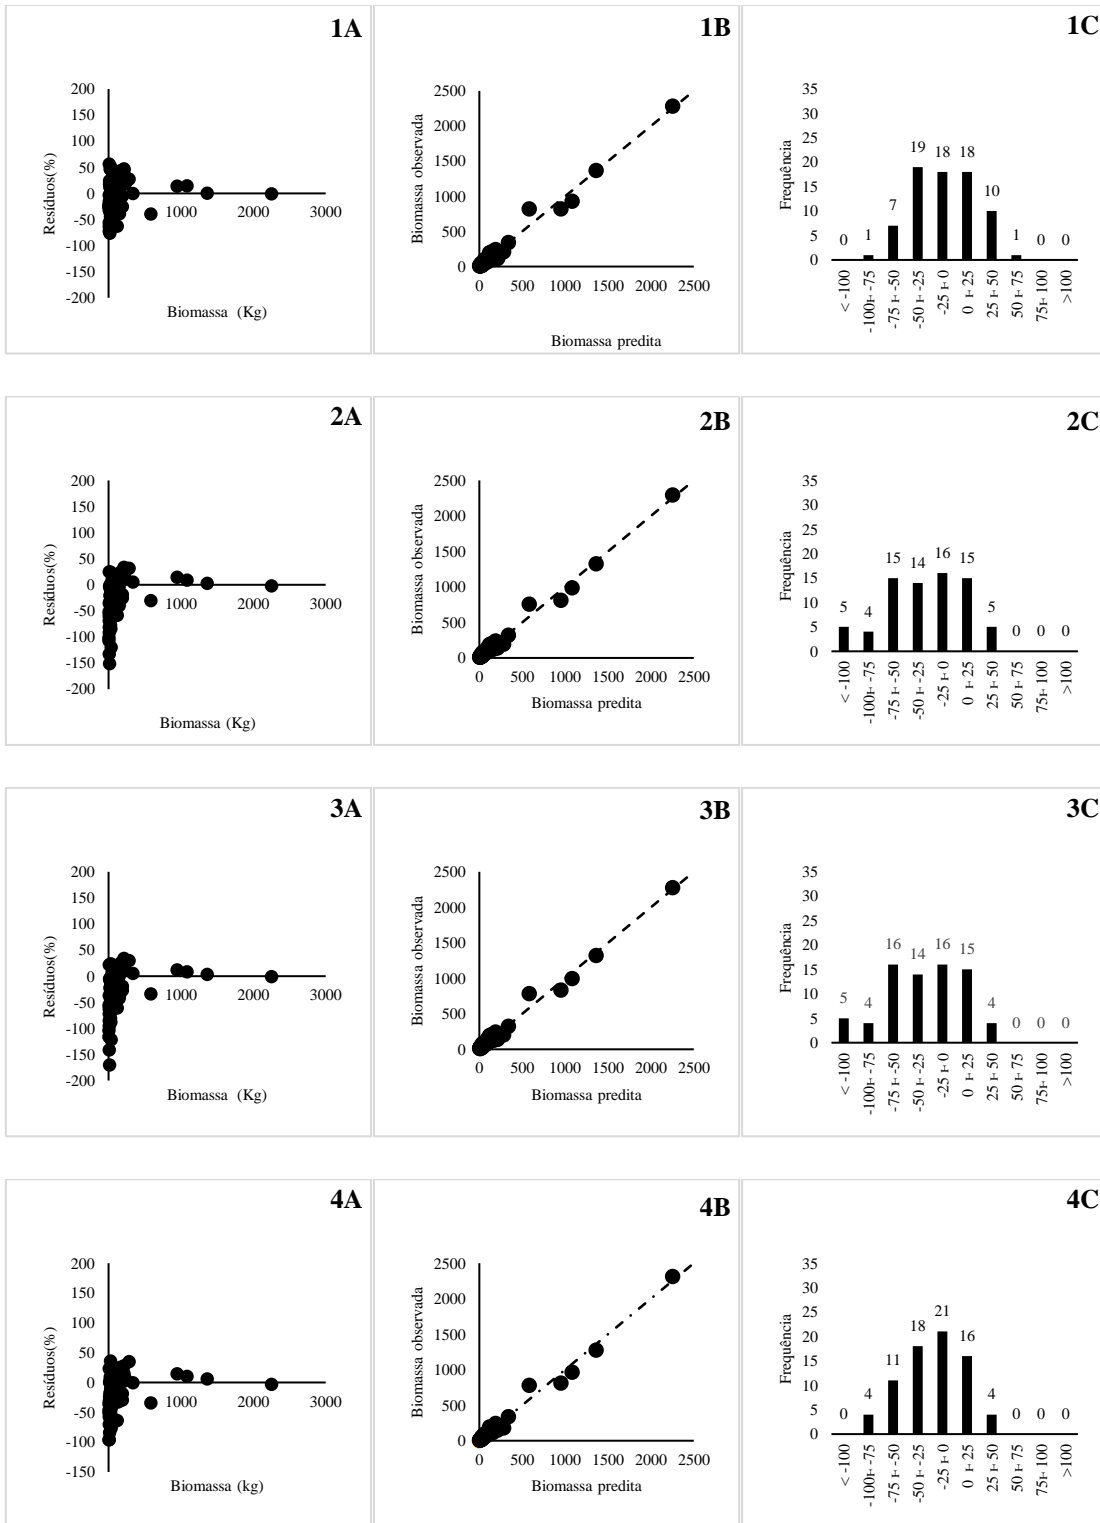 1A
200
150
100
50
0
-50
-100
-150
-200
1000 2000 3000
Resíduos(%)
Biomassa (Kg)
1B
2500
2000
1500
1000
500
0
0 500 1000 1500 2000 2500
Biomassa observada
Biomassa predita
1C
35
30
25
20
15
10
5
0
Frequência
0 1 7 19 18 18 10 1 0 0
< -100
-100ı- -75
-75 ı- -50
-50 ı- -25
-25 ı- 0
0 ı- 25
25 ı- 50
50 ı- 75
75ı- 100
>100
2A
200
150
100
50
0
-50
-100
-150
-200
1000 2000 3000
Resíduos(%)
Biomassa (Kg)
2B
2500
2000
1500
1000
500
0
0 500 1000 1500 2000 2500
Biomassa observada
Biomassa predita
2C
35
30
25
20
15
10
5
0
Frequência
5 4 15 14 16 15 5 0 0 0
< -100
-100ı- -75
-75 ı- -50
-50 ı- -25
-25 ı- 0
0 ı- 25
25 ı- 50
50 ı- 75
75ı- 100
>100
3A
200
150
100
50
0
-50
-100
-150
-200
1000 2000 3000
Resíduos(%)
Biomassa (Kg)
3B
2500
2000
1500
1000
500
0
0 500 1000 1500 2000 2500
Biomassa observada
Biomassa predita
3C
35
30
25
20
15
10
5
0
Frequência
5 4 16 14 16 15 4 0 0 0
< -100
-100ı- -75
-75 ı- -50
-50 ı- -25
-25 ı- 0
0 ı- 25
25 ı- 50
50 ı- 75
75ı- 100
>100
4A
200
150
100
50
0
-50
-100
-150
1000 2000 3000
Resíduos(%)
Biomassa (kg)
4B
2500
2000
1500
1000
500
0
0 500 1000 1500 2000 2500
Biomassa observada
Biomassa predita
4C
35
30
25
20
15
10
5
0
Frequência
0 4 11 18 21 16 4 0 0 0
< -100
-100ı- -75
-75 ı- -50
-50 ı- -25
-25 ı- 0
0 ı- 25
25 ı- 50
50 ı- 75
75ı- 100
>100